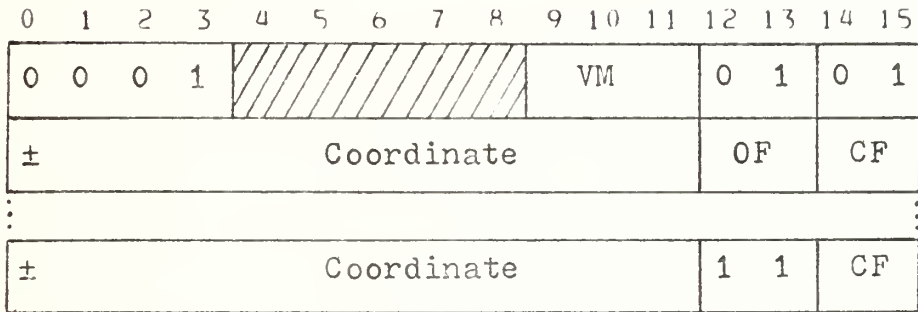 0 1 2 3 4 5 6 7 8 9 10 11 12 13 14 15
0 0 0 1 VM 0 1 0 1
± Coordinate OF CF
± Coordinate 1 1 CF